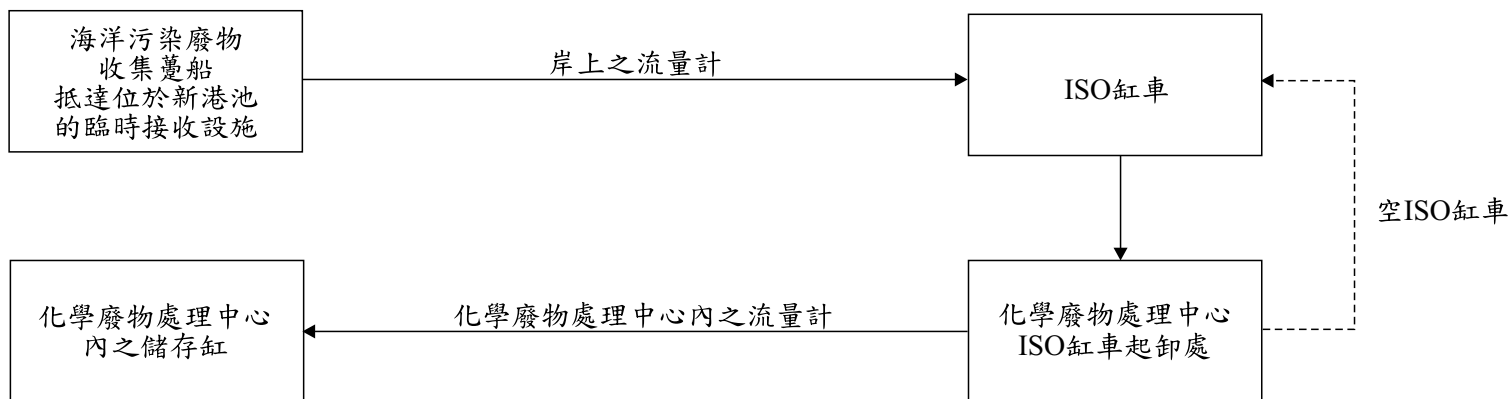 海洋污染廢物
收集躉船
抵達位於新港池
的臨時接收設施
岸上之流量計
ISO缸車
空ISO缸車
化學廢物處理中心
ISO缸車起卸處
化學廢物處理中心內之流量計
化學廢物處理中心
內之儲存缸